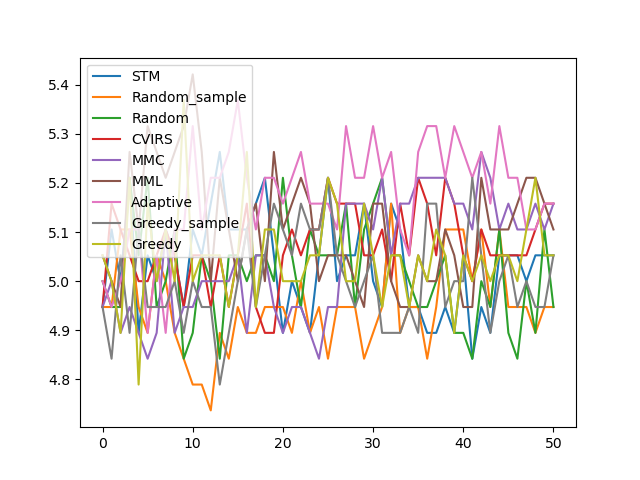 5.4
5.3
5.2
5.1
5.0
4.9
4.8
STM
Random_sample
Random
CVIRS
MMC
MML
Adaptive
Greedy_sample
Greedy
0 10 20 30 40 50